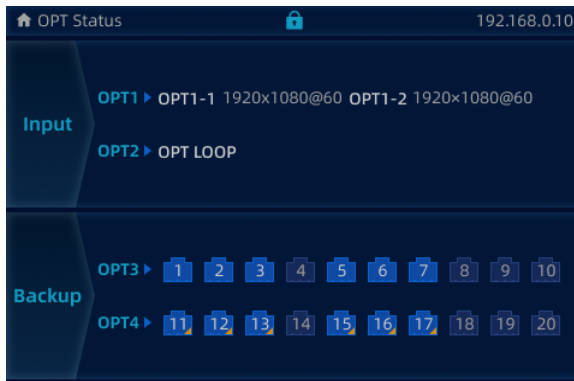 OPT Status 192.168.0.10
Input
OPT1 OPT1-1 1920x1080@60 OPT1-2 1920×1080@60
OPT2 OPT LOOP
Backup
OPT3 1 2 3 4 5 6 7 8 9 10
OPT4 11 12 13 14 15 16 17 18 19 20